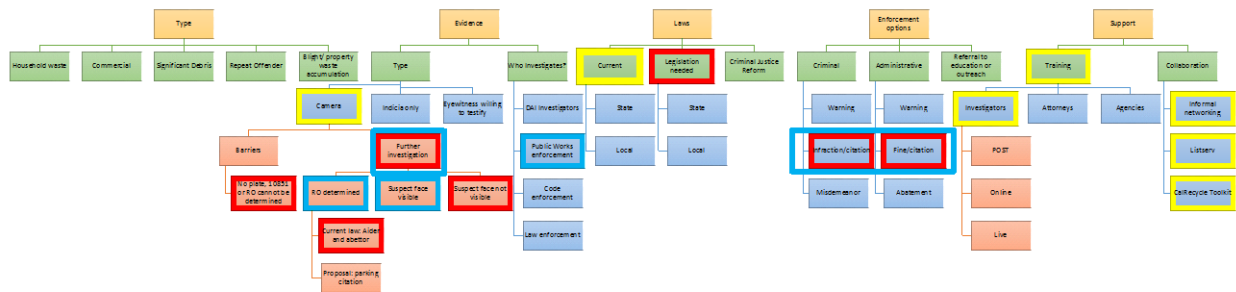 Type
Evidence
Laws
Enforcement
options
Support
Household waste
Commercial
Significant Debris
Repeat Offender
Blight/ property
waste
accumulation
Type
Who Investigates?
Current
Legislation
needed
Criminal Justice
Reform
Criminal
Administrative
Referral to
education or
outreach
Training
Collaboration
Camera
Indicia only
Eyewitness willing
to testify
DAI Investigators
State
State
Warning
Warning
Investigators
Attorneys
Agencies
Informal
networking
Barriers
Further
investigation
Public Works
enforcement
Local
Local
Infraction/citation
Fine/citation
POST
Listserv
No plate, 10851
or RO cannot be
determined
RO determined
Suspect face
visible
Suspect face not
visible
Code
enforcement
Misdemeanor
Abatement
Online
CalRecycle Toolkit
Current law: Aider
and abettor
Law enforcement
Live
Proposal: parking
citation